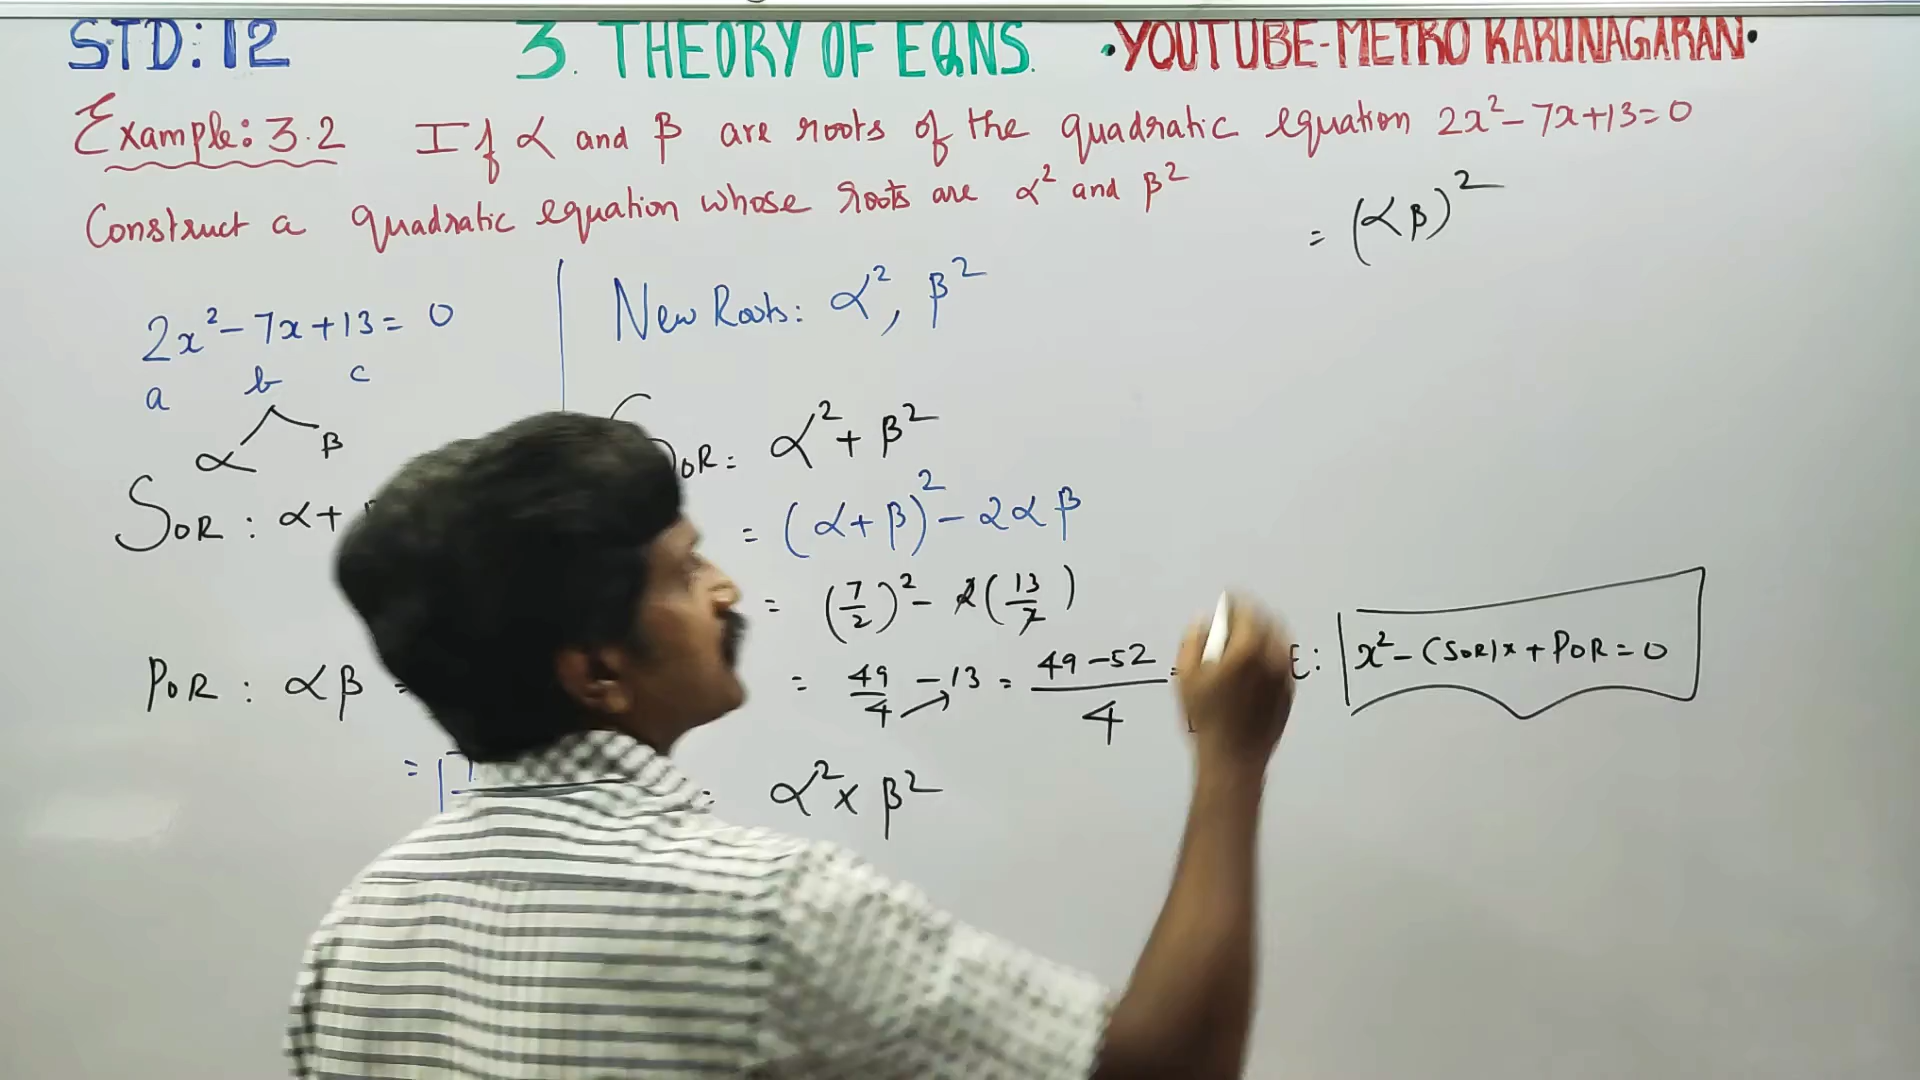 STD: 12 3. THEORY OF EQNS. •YOUTUBE-METRO KARUNAGARAN•
Example: 3.2 If α and β are roots of the quadratic equation 2x² - 7x + 13 = 0
Construct a quadratic equation whose roots are α² and β²
= (αβ)²
2x² - 7x + 13 = 0
a b c
α β
SOR : α +
POR : αβ =
=
New Roots: α², β²
SOR = α² + β²
= (α + β)² - 2αβ
= (7/2)² - 2(13/2)
= 49/4 - 13 = (49 - 52)/4 =
= α² x β²
E: x² - (SOR)x + POR = 0